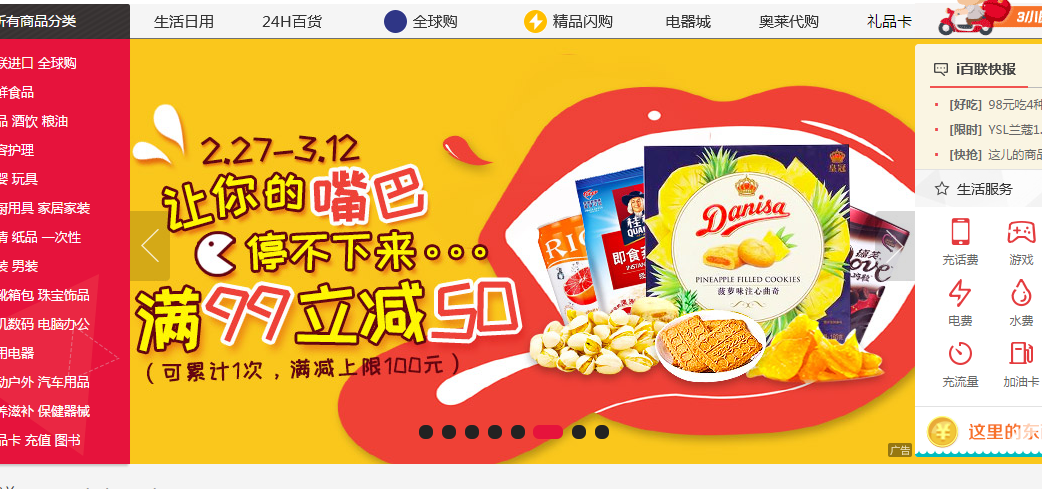 所有商品分类
生活日用 24H百货 全球购 精品闪购 电器城 奥莱代购 礼品卡
进口 全球购
食品
酒饮 粮油
护理
玩具
用具 家居家装
纸品 一次性
男装
箱包 珠宝饰品
数码 电脑办公
电器
户外 汽车用品
滋补 保健器械
品卡 充值 图书
2.27—3.12
让你的嘴巴
停不下来...
满99立减50
(可累计1次，满减上限100元)
皇冠
Danisa
PINEAPPLE FILLED COOKIES
菠萝味注心曲奇
QUA
即食
INSTAN
RI
广告
i百联快报
[好吃] 98元吃4种
[限时] YSL兰蔻1.
[快抢] 这儿的商品
生活服务
充话费 游戏
电费 水费
充流量 加油卡
这里的东